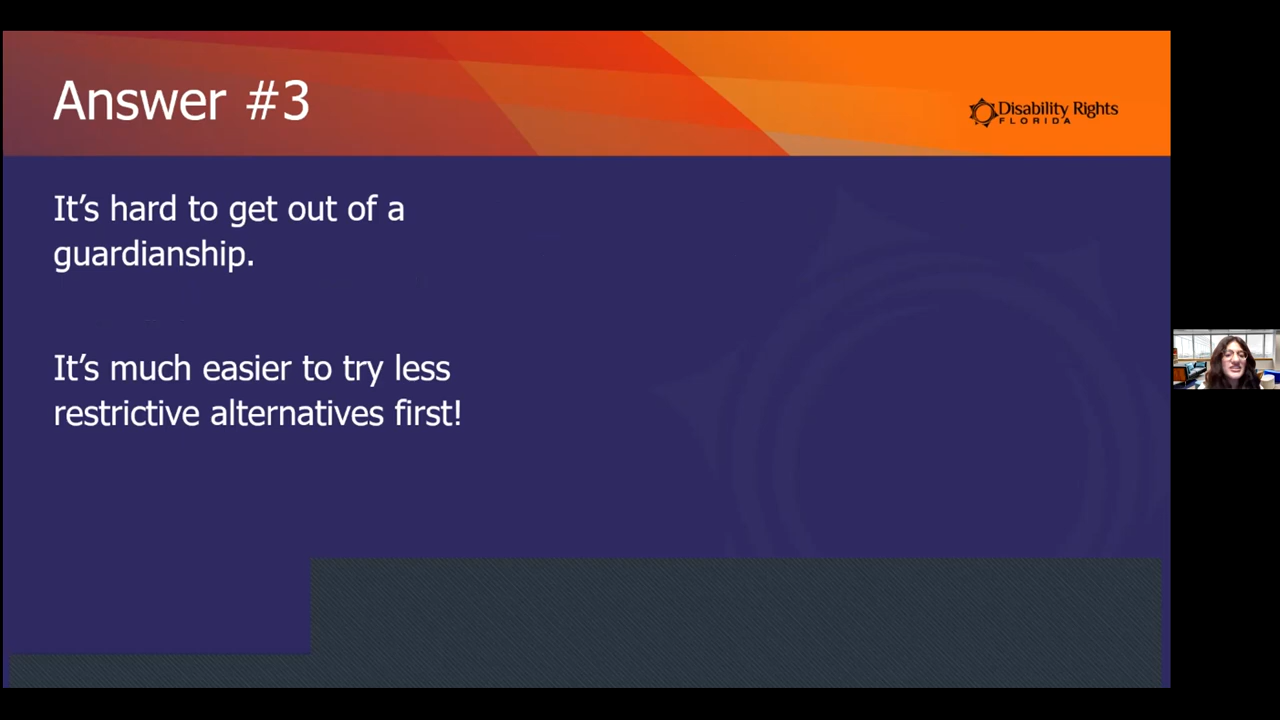 Answer #3
Disability Rights
FLORIDA
It's hard to get out of a
guardianship.
It's much easier to try less
restrictive alternatives first!